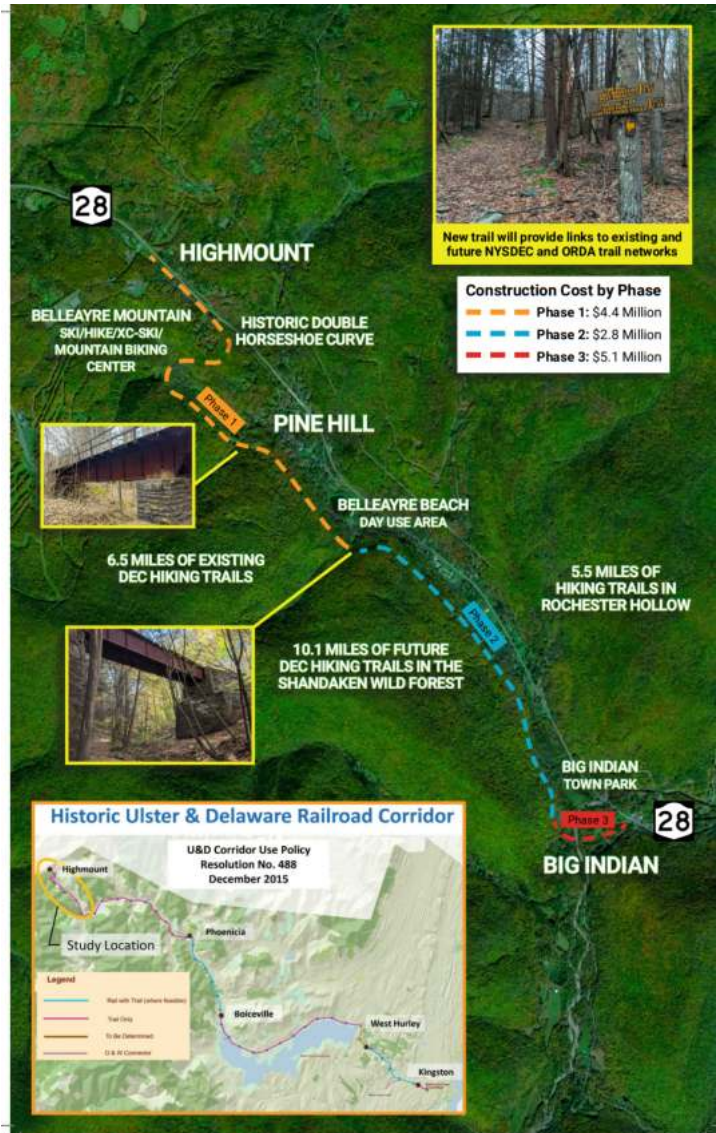 New trail will provide links to existing and
future NYSDEC and ORDA trail networks
28
HIGHMOUNT
Construction Cost by Phase
Phase 1: $4.4 Million
Phase 2: $2.8 Million
Phase 3: $5.1 Million
BELLEAYRE MOUNTAIN
SKI/HIKE/XC-SKI/
MOUNTAIN BIKING
CENTER
HISTORIC DOUBLE
HORSESHOE CURVE
Phase 1
PINE HILL
BELLEAYRE BEACH
DAY USE AREA
6.5 MILES OF EXISTING
DEC HIKING TRAILS
5.5 MILES OF
HIKING TRAILS IN
ROCHESTER HOLLOW
Phase 2
10.1 MILES OF FUTURE
DEC HIKING TRAILS IN THE
SHANDAKEN WILD FOREST
BIG INDIAN
TOWN PARK
Phase 3
28
BIG INDIAN
Historic Ulster & Delaware Railroad Corridor
U&D Corridor Use Policy
Resolution No. 488
December 2015
Highmount
Study Location
Phoenicia
Legend
Rail with Trail (where feasible)
Trail Only
To Be Determined
O & W Connector
Boiceville
West Hurley
Kingston